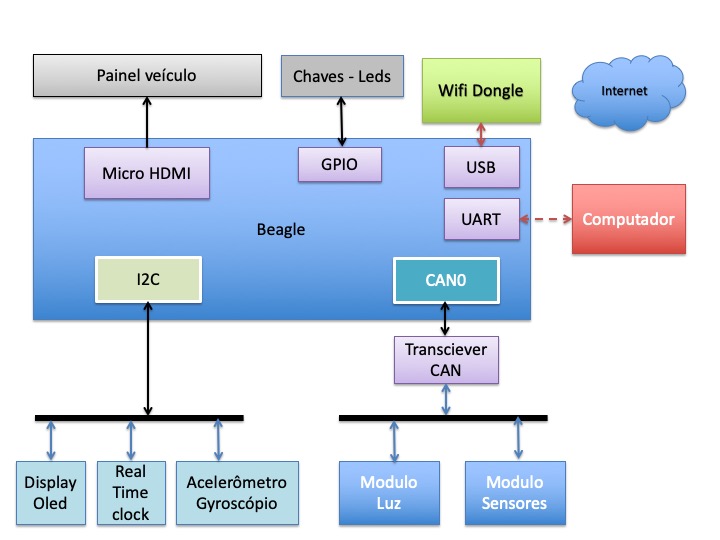 Painel veículo
Chaves - Leds
Wifi Dongle
Internet
Micro HDMI
GPIO
USB
UART
Computador
Beagle
I2C
CAN0
Transciever
CAN
Display
Oled
Real
Time
clock
Acelerômetro
Gyroscópio
Modulo
Luz
Modulo
Sensores